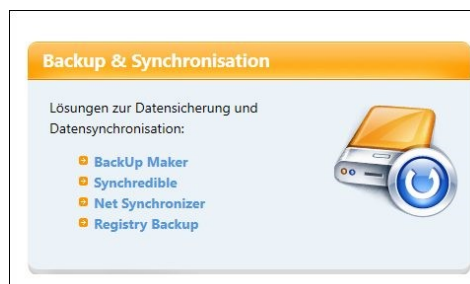 Backup & Synchronisation
Lösungen zur Datensicherung und
Datensynchronisation:
BackUp Maker
Synchredible
Net Synchronizer
Registry Backup